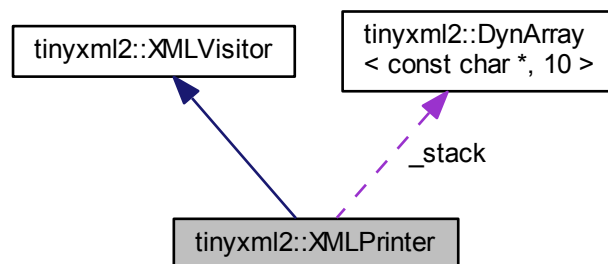 tinyxml2::XMLVisitor
tinyxml2::DynArray
< const char *, 10 >
_stack
tinyxml2::XMLPrinter